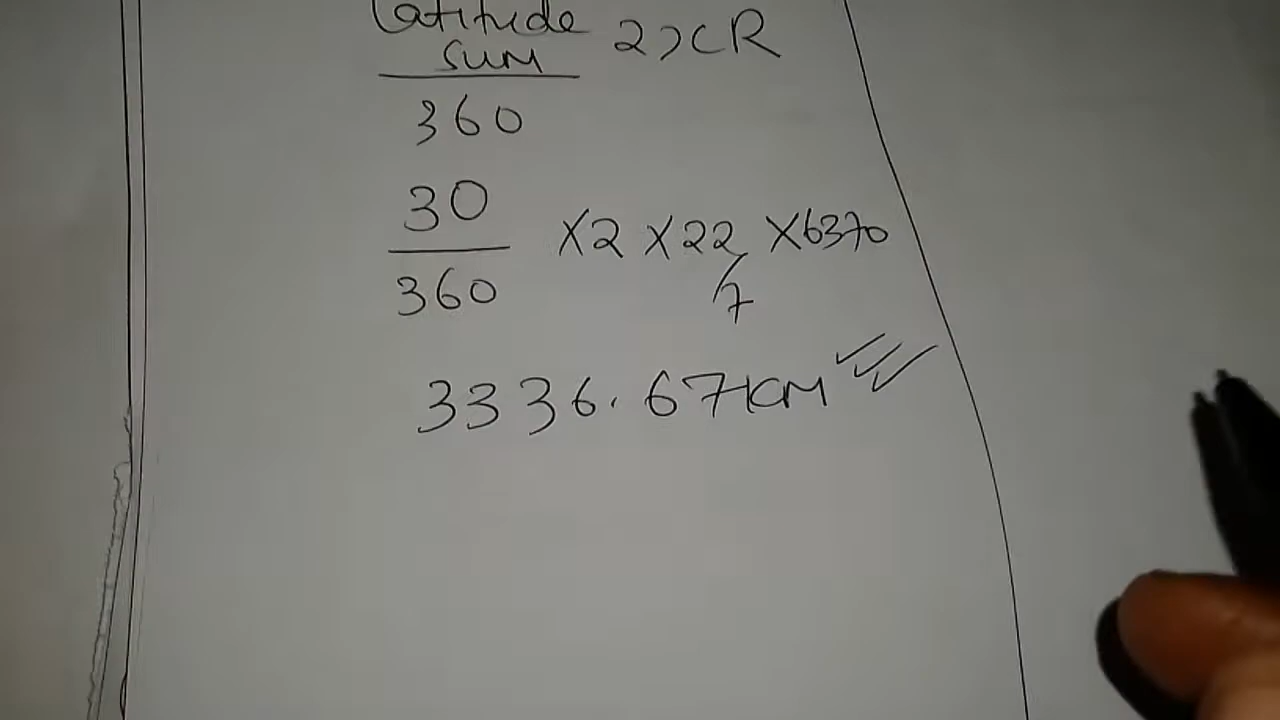 Latitude
SUM 2πR
360
30
360 X2 X22/7 X6370
3336.67KM